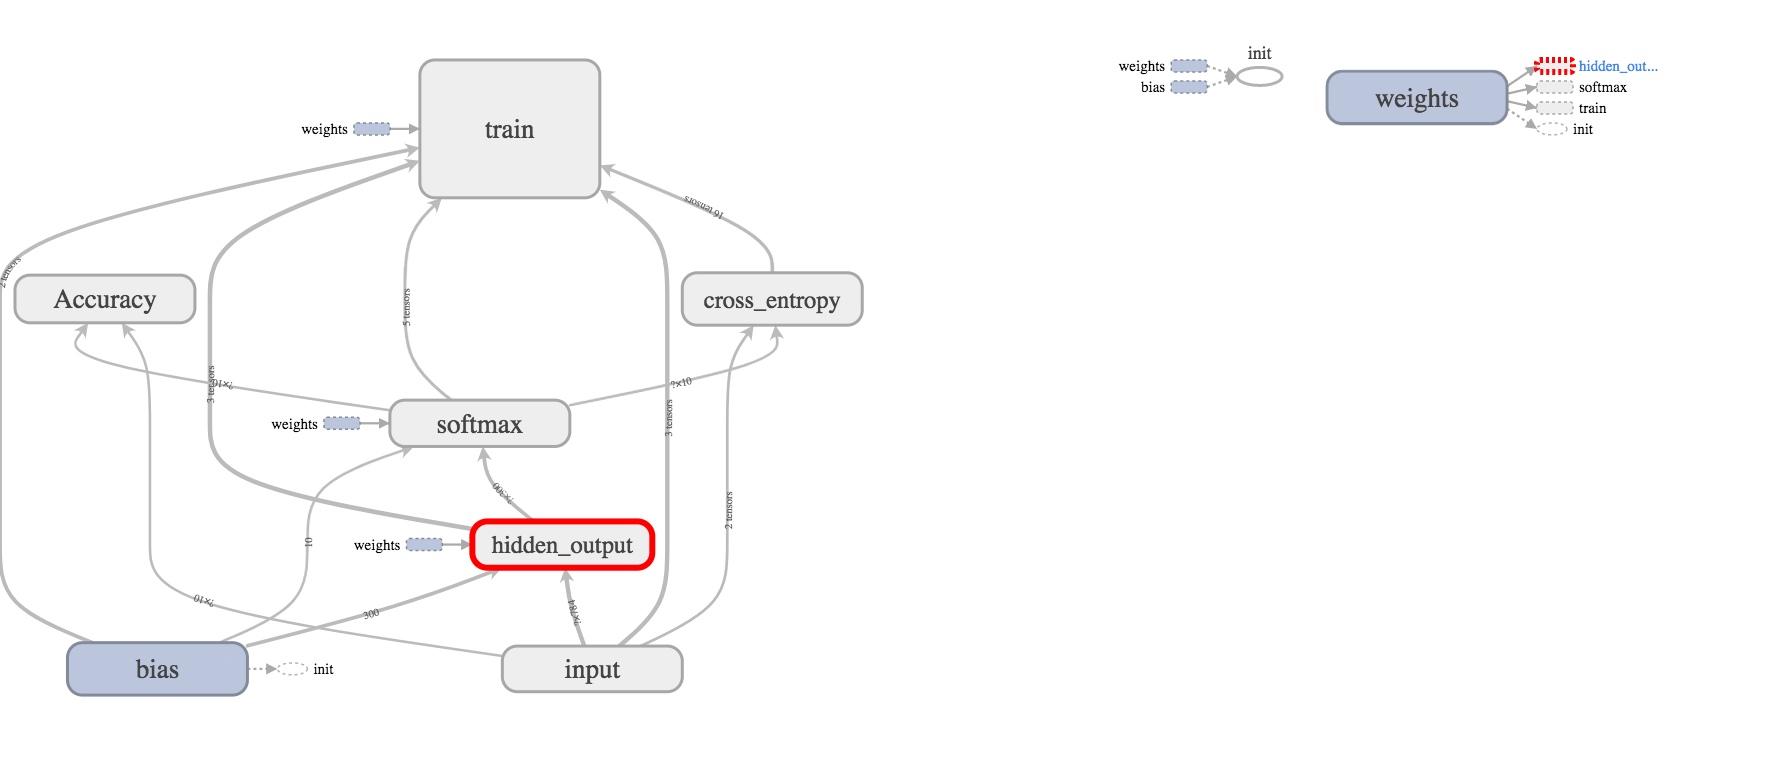 init
weights
bias
weights
hidden_out...
softmax
train
init
train
weights
16 tensors
2 tensors
Accuracy
cross_entropy
5 tensors
3 tensors
?×10
?×10
3 tensors
softmax
weights
?×300
2 tensors
10
hidden_output
weights
?×10
300
?×784
bias
init
input